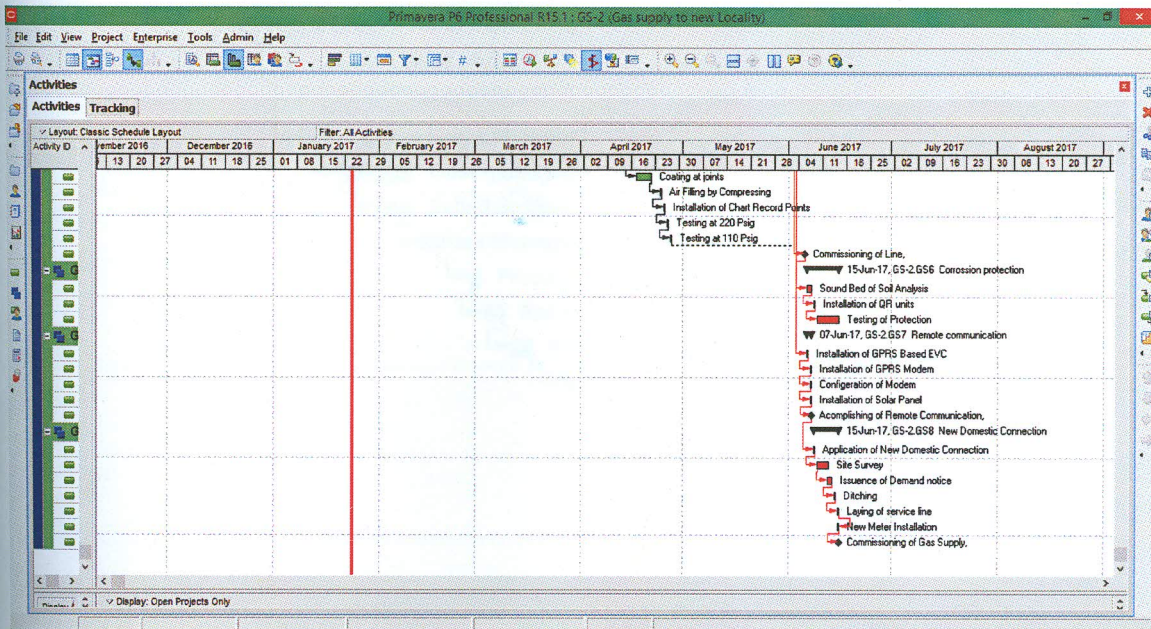 Primavera P6 Professional R15.1 : GS-2 (Gas supply to new Locality)
File Edit View Project Enterprise Tools Admin Help
Activities
Activities Tracking
Layout: Classic Schedule Layout Filter: All Activities
Activity ID vember 2016 December 2016 January 2017 February 2017 March 2017 April 2017 May 2017 June 2017 July 2017 August 2017
13 20 27 04 11 18 25 01 08 15 22 29 05 12 19 26 05 12 19 26 02 09 16 23 30 07 14 21 28 04 11 18 25 02 09 16 23 30 06 13 20 27
Coating at joints
Air Filling by Compressing
Installation of Chart Record Points
Testing at 220 Psig
Testing at 110 Psig
Commissioning of Line,
G 15-Jun-17, GS-2.GS6 Corrossion protection
Sound Bed of Soil Analysis
Installation of QR units
Testing of Protection
G 07-Jun-17, GS-2.GS7 Remote communication
Installation of GPRS Based EVC
Installation of GPRS Modem
Configeration of Modem
Installation of Solar Panel
Acomplishing of Remote Communication,
G 15-Jun-17, GS-2.GS8 New Domestic Connection
Application of New Domestic Connection
Site Survey
Issuance of Demand notice
Ditching
Laying of service line
New Meter Installation
Commissioning of Gas Supply,
Display: Open Projects Only